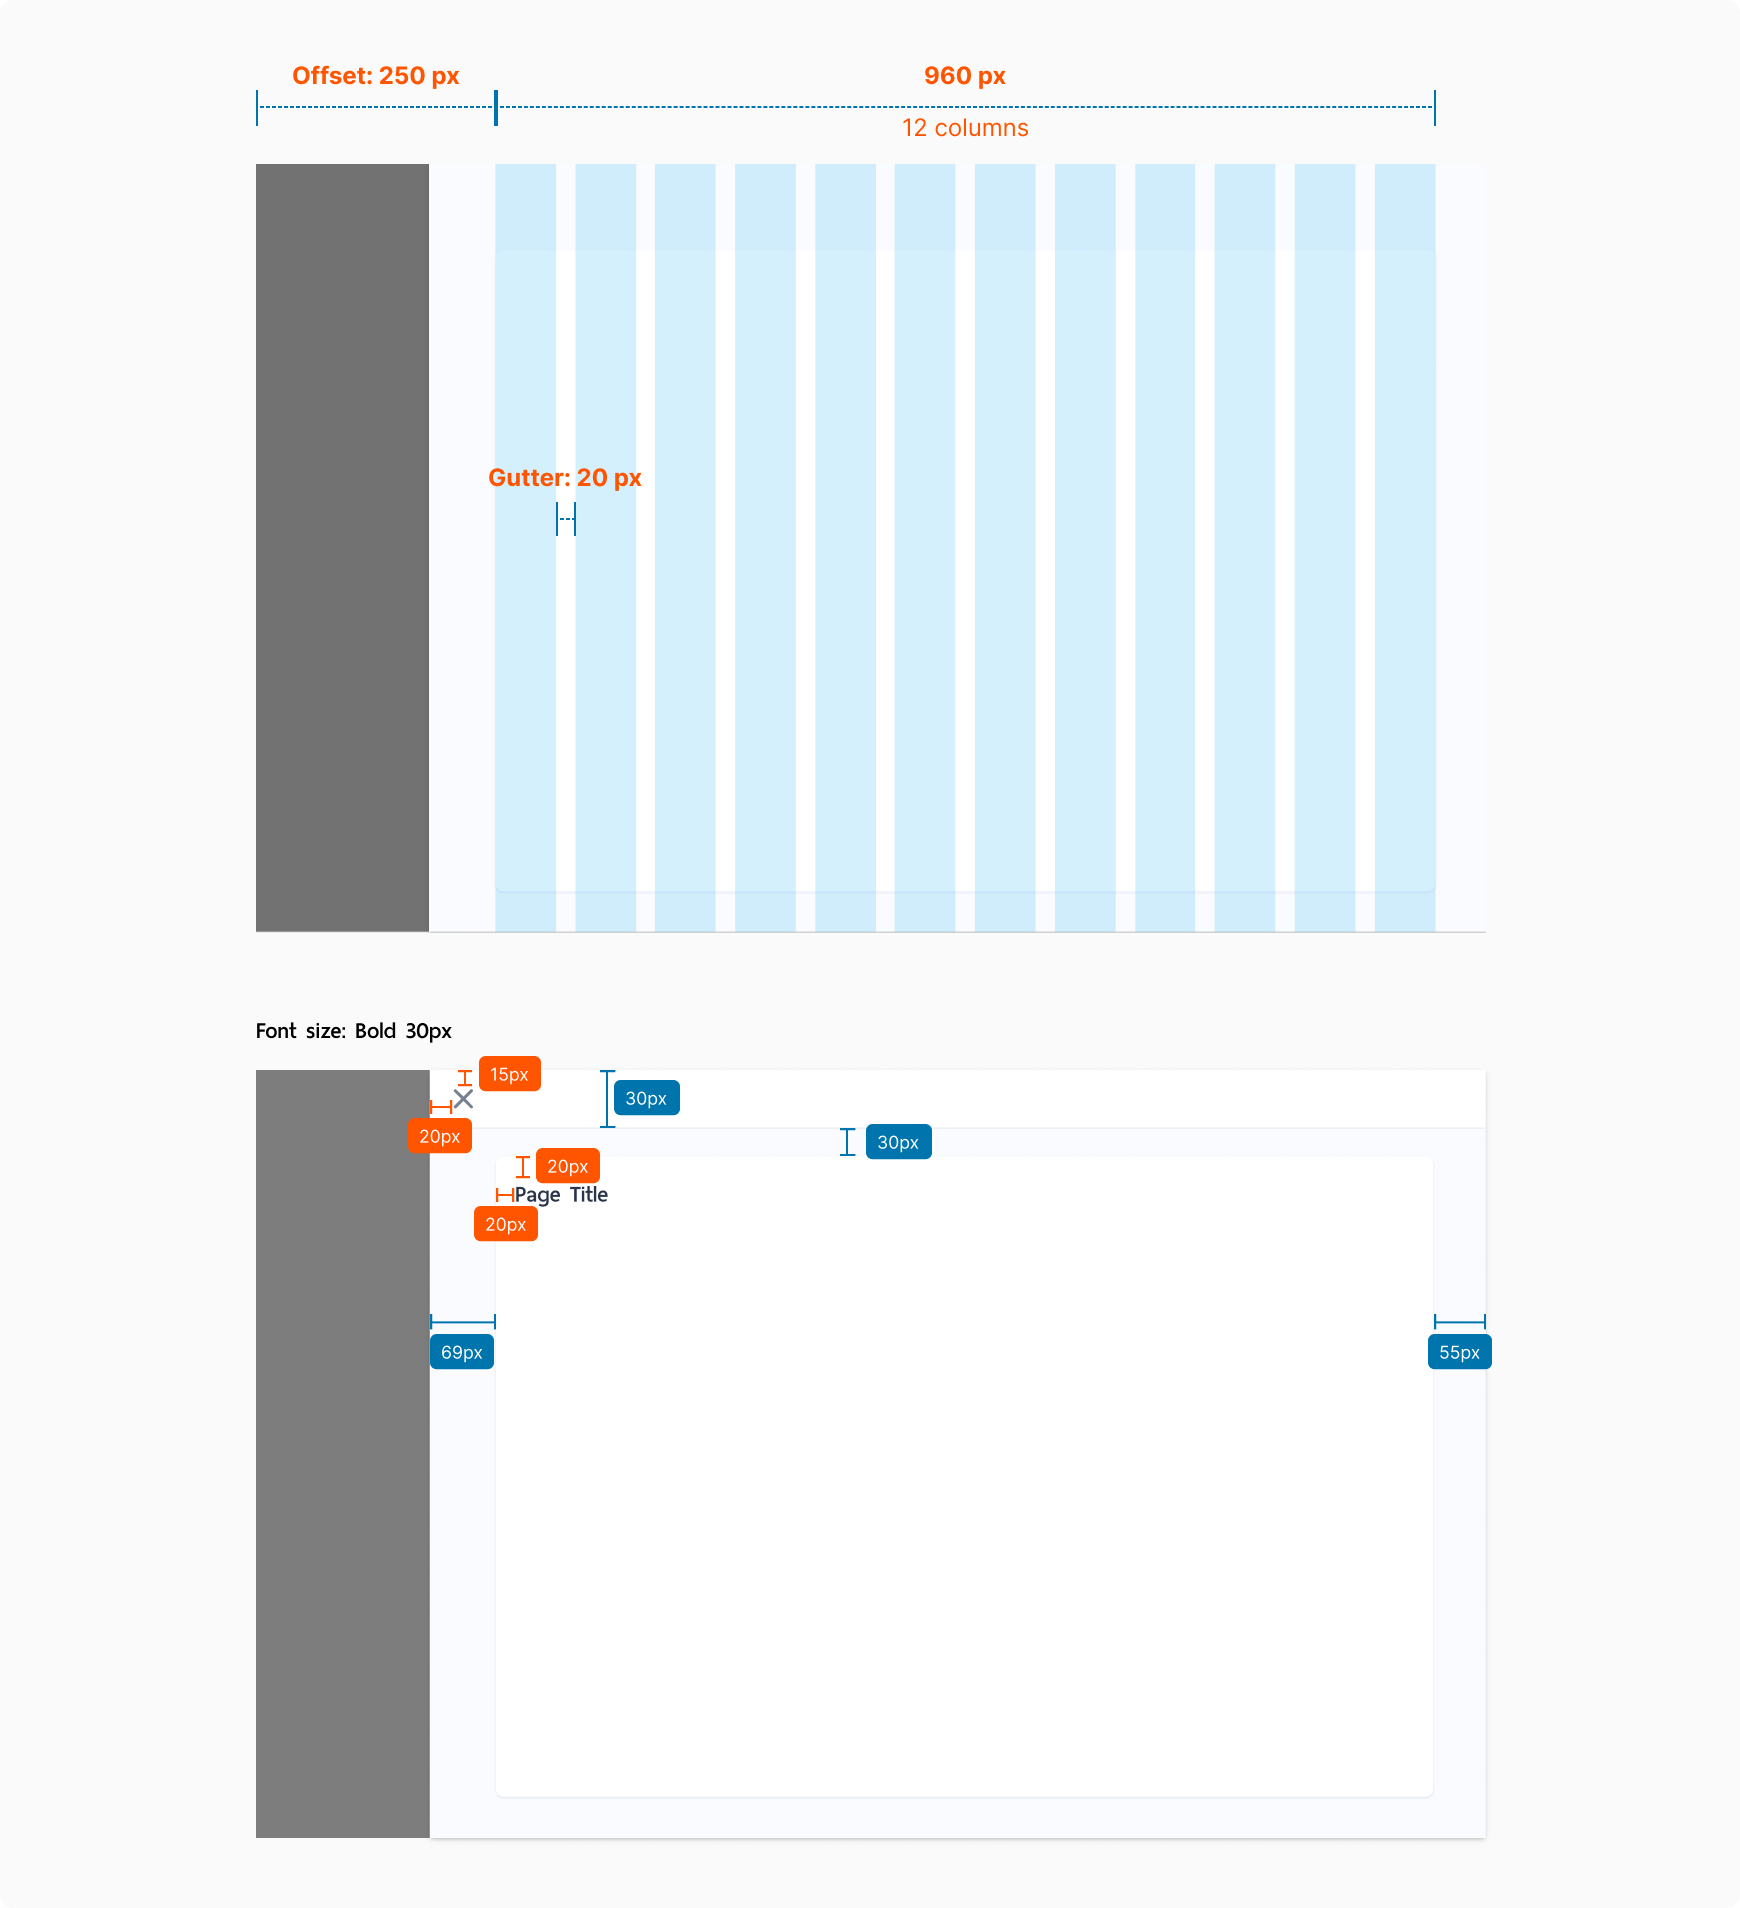 Offset: 250 px
960 px
12 columns
Gutter: 20 px
Font size: Bold 30px
15px
30px
20px
30px
20px
Page Title
20px
69px
55px